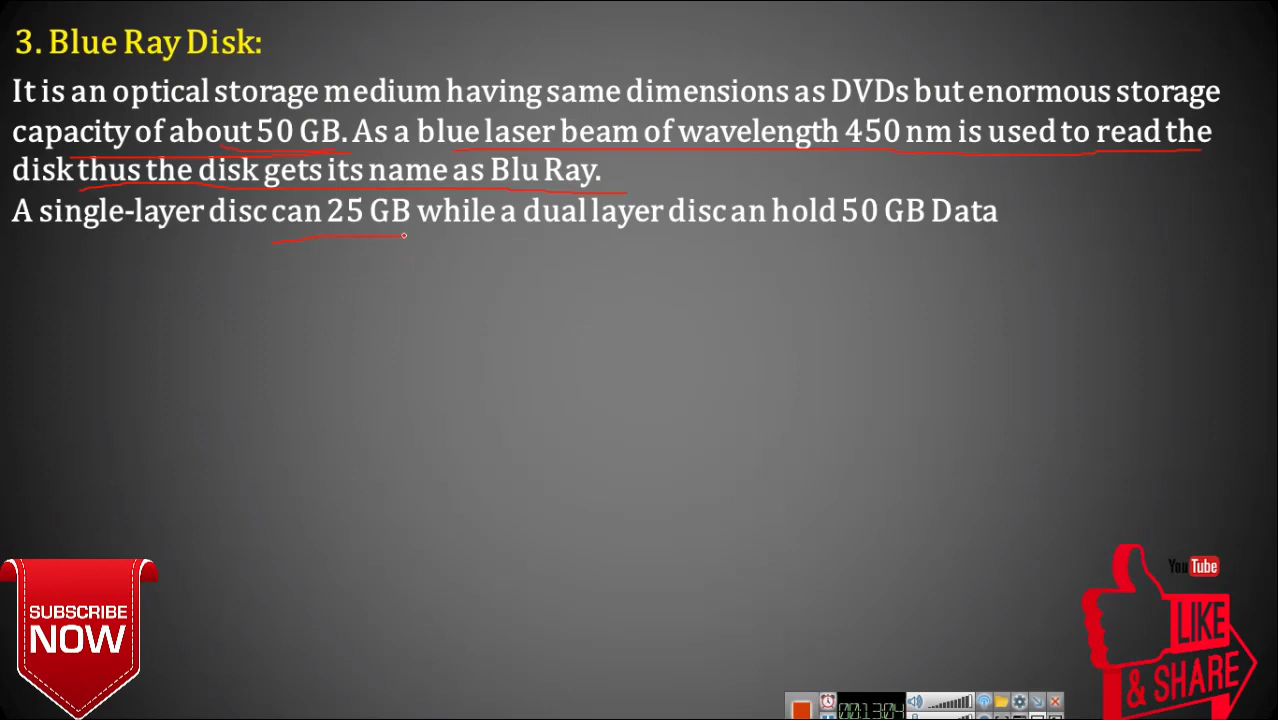 3. Blue Ray Disk:
It is an optical storage medium having same dimensions as DVDs but enormous storage
capacity of about 50 GB. As a blue laser beam of wavelength 450 nm is used to read the
disk thus the disk gets its name as Blu Ray.
A single-layer disc can 25 GB while a dual layer disc an hold 50 GB Data
SUBSCRIBE
NOW
YouTube
LIKE
& SHARE
00:13:04